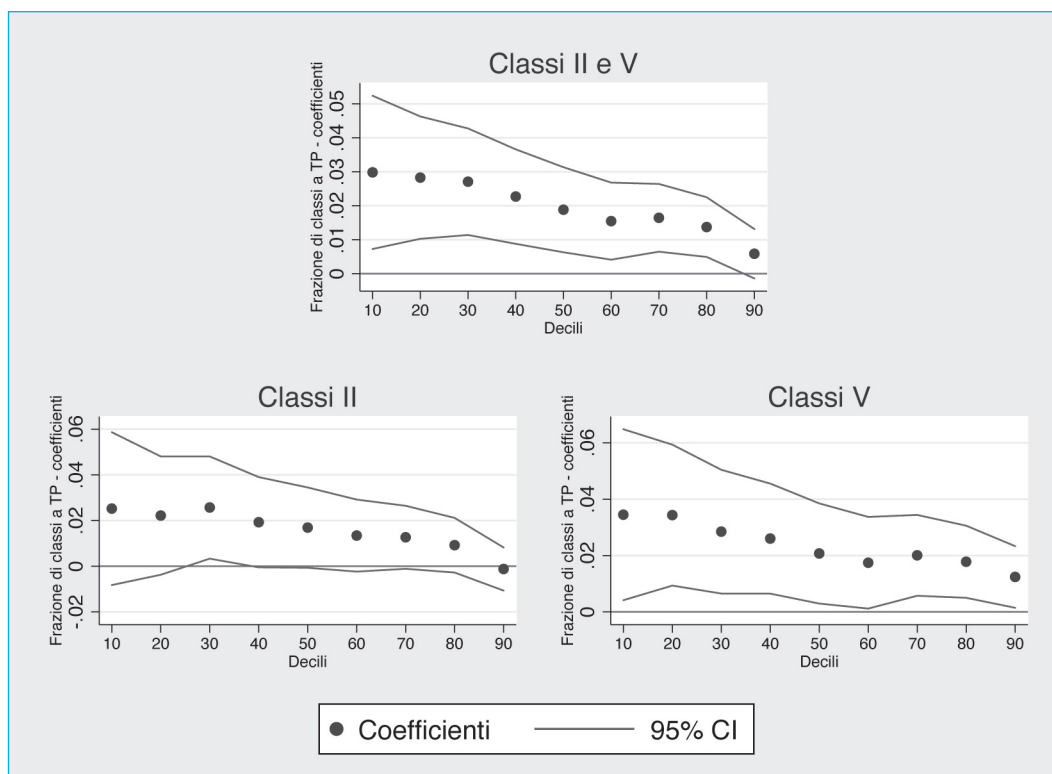 Classi II e V
Frazione di classi a TP - coefficienti
.05
.04
.03
.02
.01
0
10 20 30 40 50 60 70 80 90
Decili
Classi II
Frazione di classi a TP - coefficienti
.06
.04
.02
0
-.02
10 20 30 40 50 60 70 80 90
Decili
Classi V
Frazione di classi a TP - coefficienti
.06
.04
.02
0
10 20 30 40 50 60 70 80 90
Decili
Coefficienti 95% CI